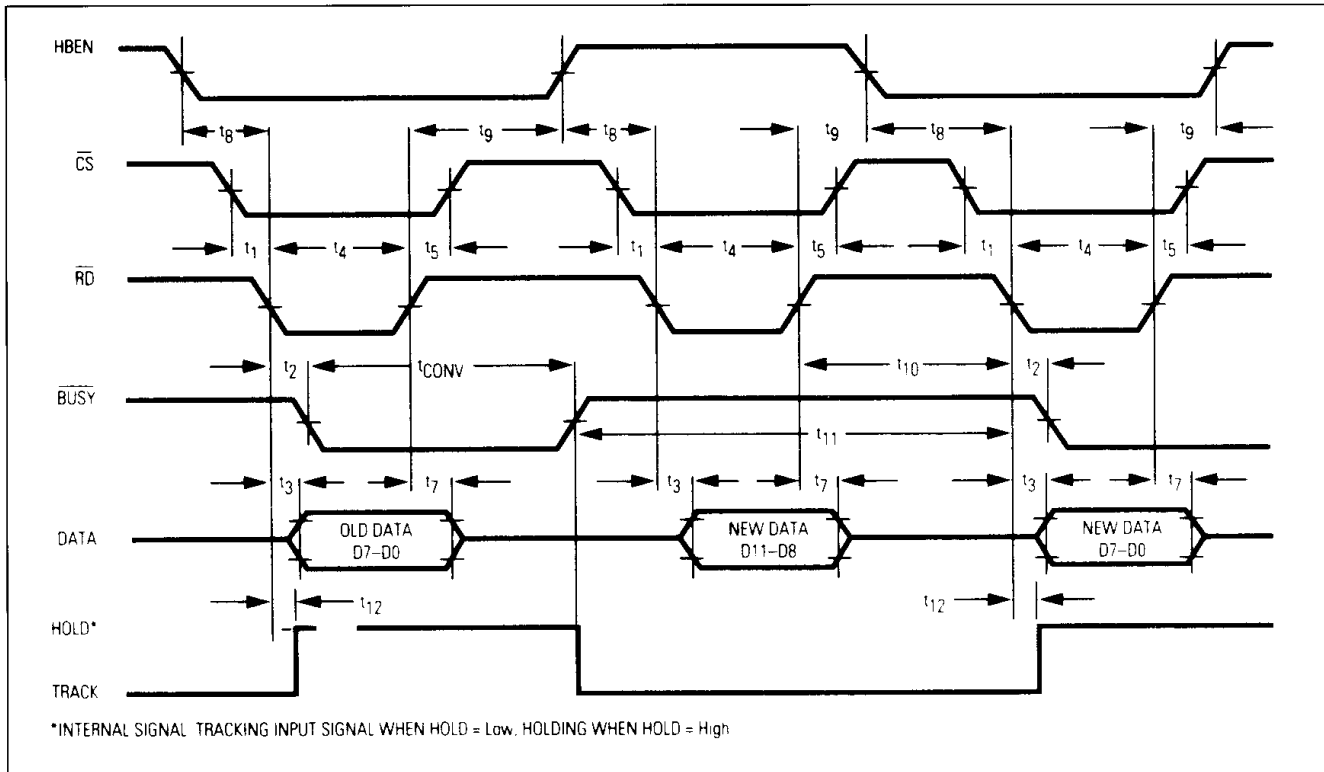 HBEN
t8 t9 t8 t9 t8 t9
CS
t1 t4 t5 t1 t4 t5 t1 t4 t5
RD
t2 tCONV t10 t2
BUSY
t11
t3 t7 t3 t7 t3 t7
DATA
OLD DATA
D7–D0
NEW DATA
D11–D8
NEW DATA
D7–D0
t12 t12
HOLD*
TRACK
*INTERNAL SIGNAL TRACKING INPUT SIGNAL WHEN HOLD = Low, HOLDING WHEN HOLD = High